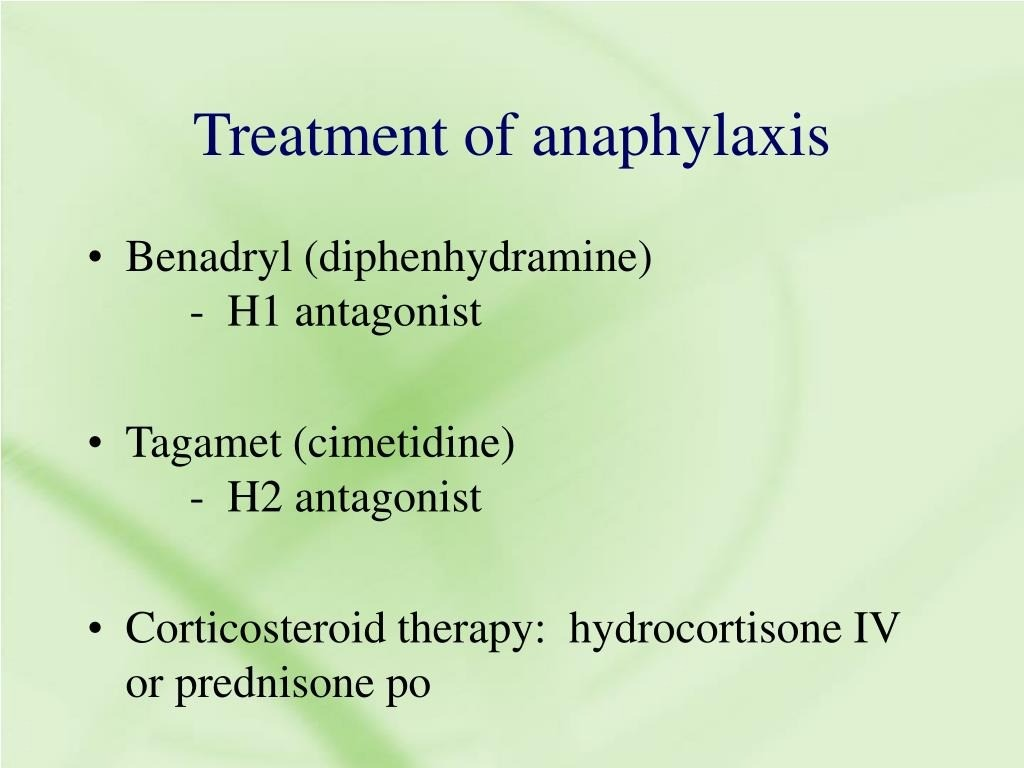 Treatment of anaphylaxis
• Benadryl (diphenhydramine)
- H1 antagonist
• Tagamet (cimetidine)
- H2 antagonist
• Corticosteroid therapy: hydrocortisone IV
or prednisone po